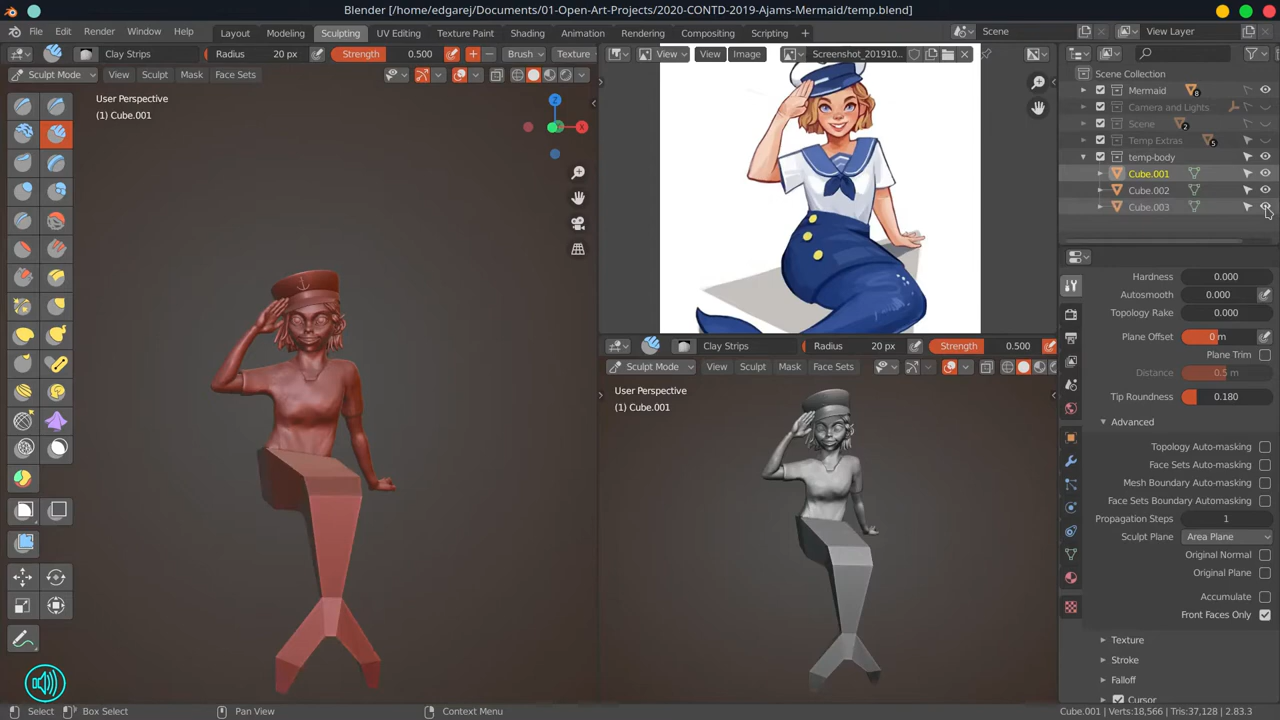 Blender [/home/edgarej/Documents/01-Open-Art-Projects/2020-CONTD-2019-Ajams-Mermaid/temp.blend]
File Edit Render Window Help Layout Modeling Sculpting UV Editing Texture Paint Shading Animation Rendering Compositing Scripting + Scene View Layer
Clay Strips Radius 20 px Strength 0.500 Brush Texture View View Image Screenshot_201910...
Sculpt Mode View Sculpt Mask Face Sets
User Perspective
(1) Cube.001
Z
X
Scene Collection
Mermaid 8
Camera and Lights
Scene 2
Temp Extras 5
temp-body
Cube.001
Cube.002
Cube.003
Hardness 0.000
Autosmooth 0.000
Topology Rake 0.000
Plane Offset 0 m
Plane Trim
Distance 0.5 m
Tip Roundness 0.180
Advanced
Topology Auto-masking
Face Sets Auto-masking
Mesh Boundary Auto-masking
Face Sets Boundary Automasking
Propagation Steps 1
Sculpt Plane Area Plane
Original Normal
Original Plane
Accumulate
Front Faces Only
Texture
Stroke
Falloff
Cursor
Clay Strips Radius 20 px Strength 0.500
Sculpt Mode View Sculpt Mask Face Sets
User Perspective
(1) Cube.001
Select Box Select Pan View Context Menu Cube.001 | Verts:18,566 | Tris:37,128 | 2.83.3